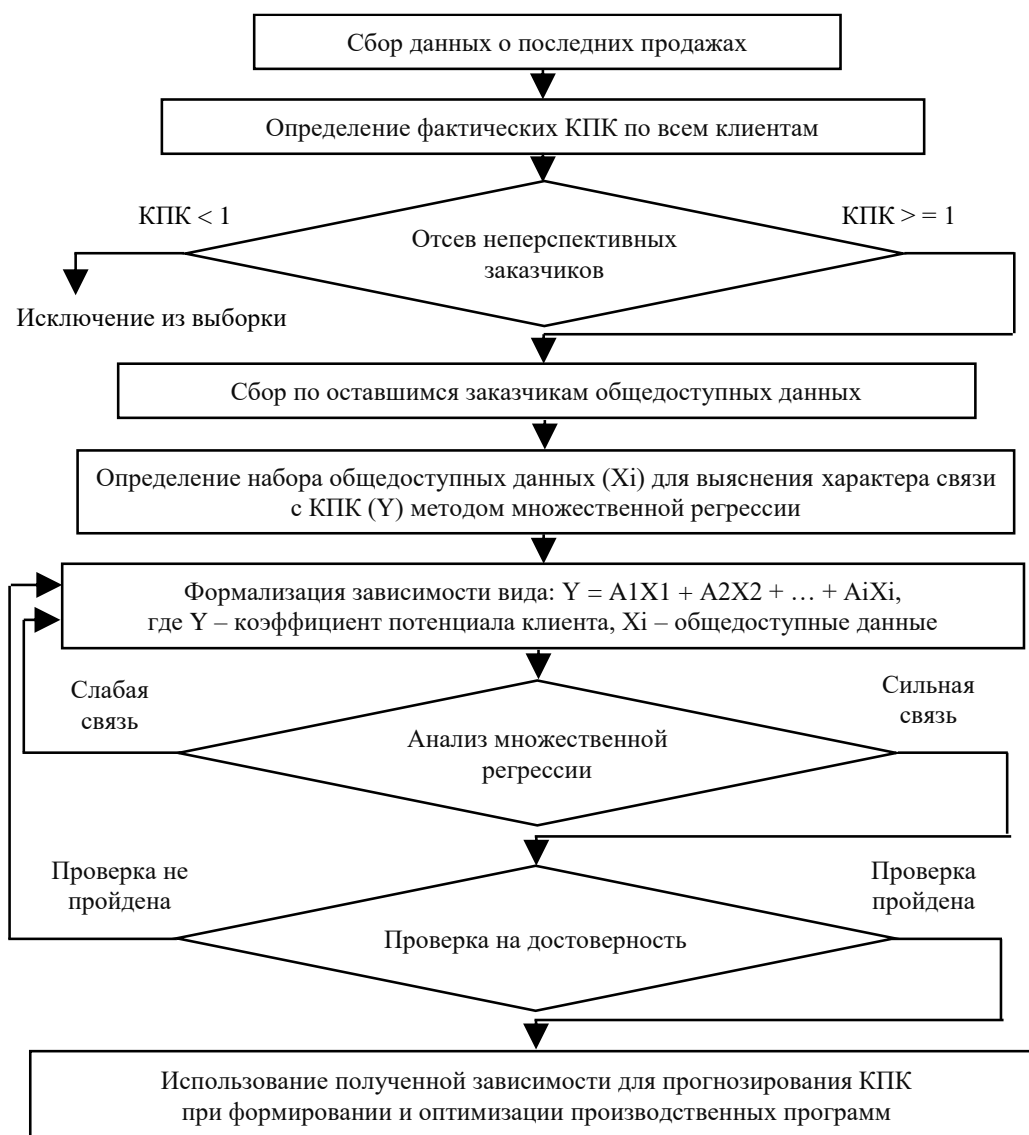 Сбор данных о последних продажах
Определение фактических КПК по всем клиентам
КПК < 1
КПК > = 1
Отсев неперспективных
заказчиков
Исключение из выборки
Сбор по оставшимся заказчикам общедоступных данных
Определение набора общедоступных данных (Xi) для выяснения характера связи
с КПК (Y) методом множественной регрессии
Формализация зависимости вида: Y = A1X1 + A2X2 + … + AiXi,
где Y – коэффициент потенциала клиента, Xi – общедоступные данные
Слабая
связь
Сильная
связь
Анализ множественной
регрессии
Проверка не
пройдена
Проверка
пройдена
Проверка на достоверность
Использование полученной зависимости для прогнозирования КПК
при формировании и оптимизации производственных программ